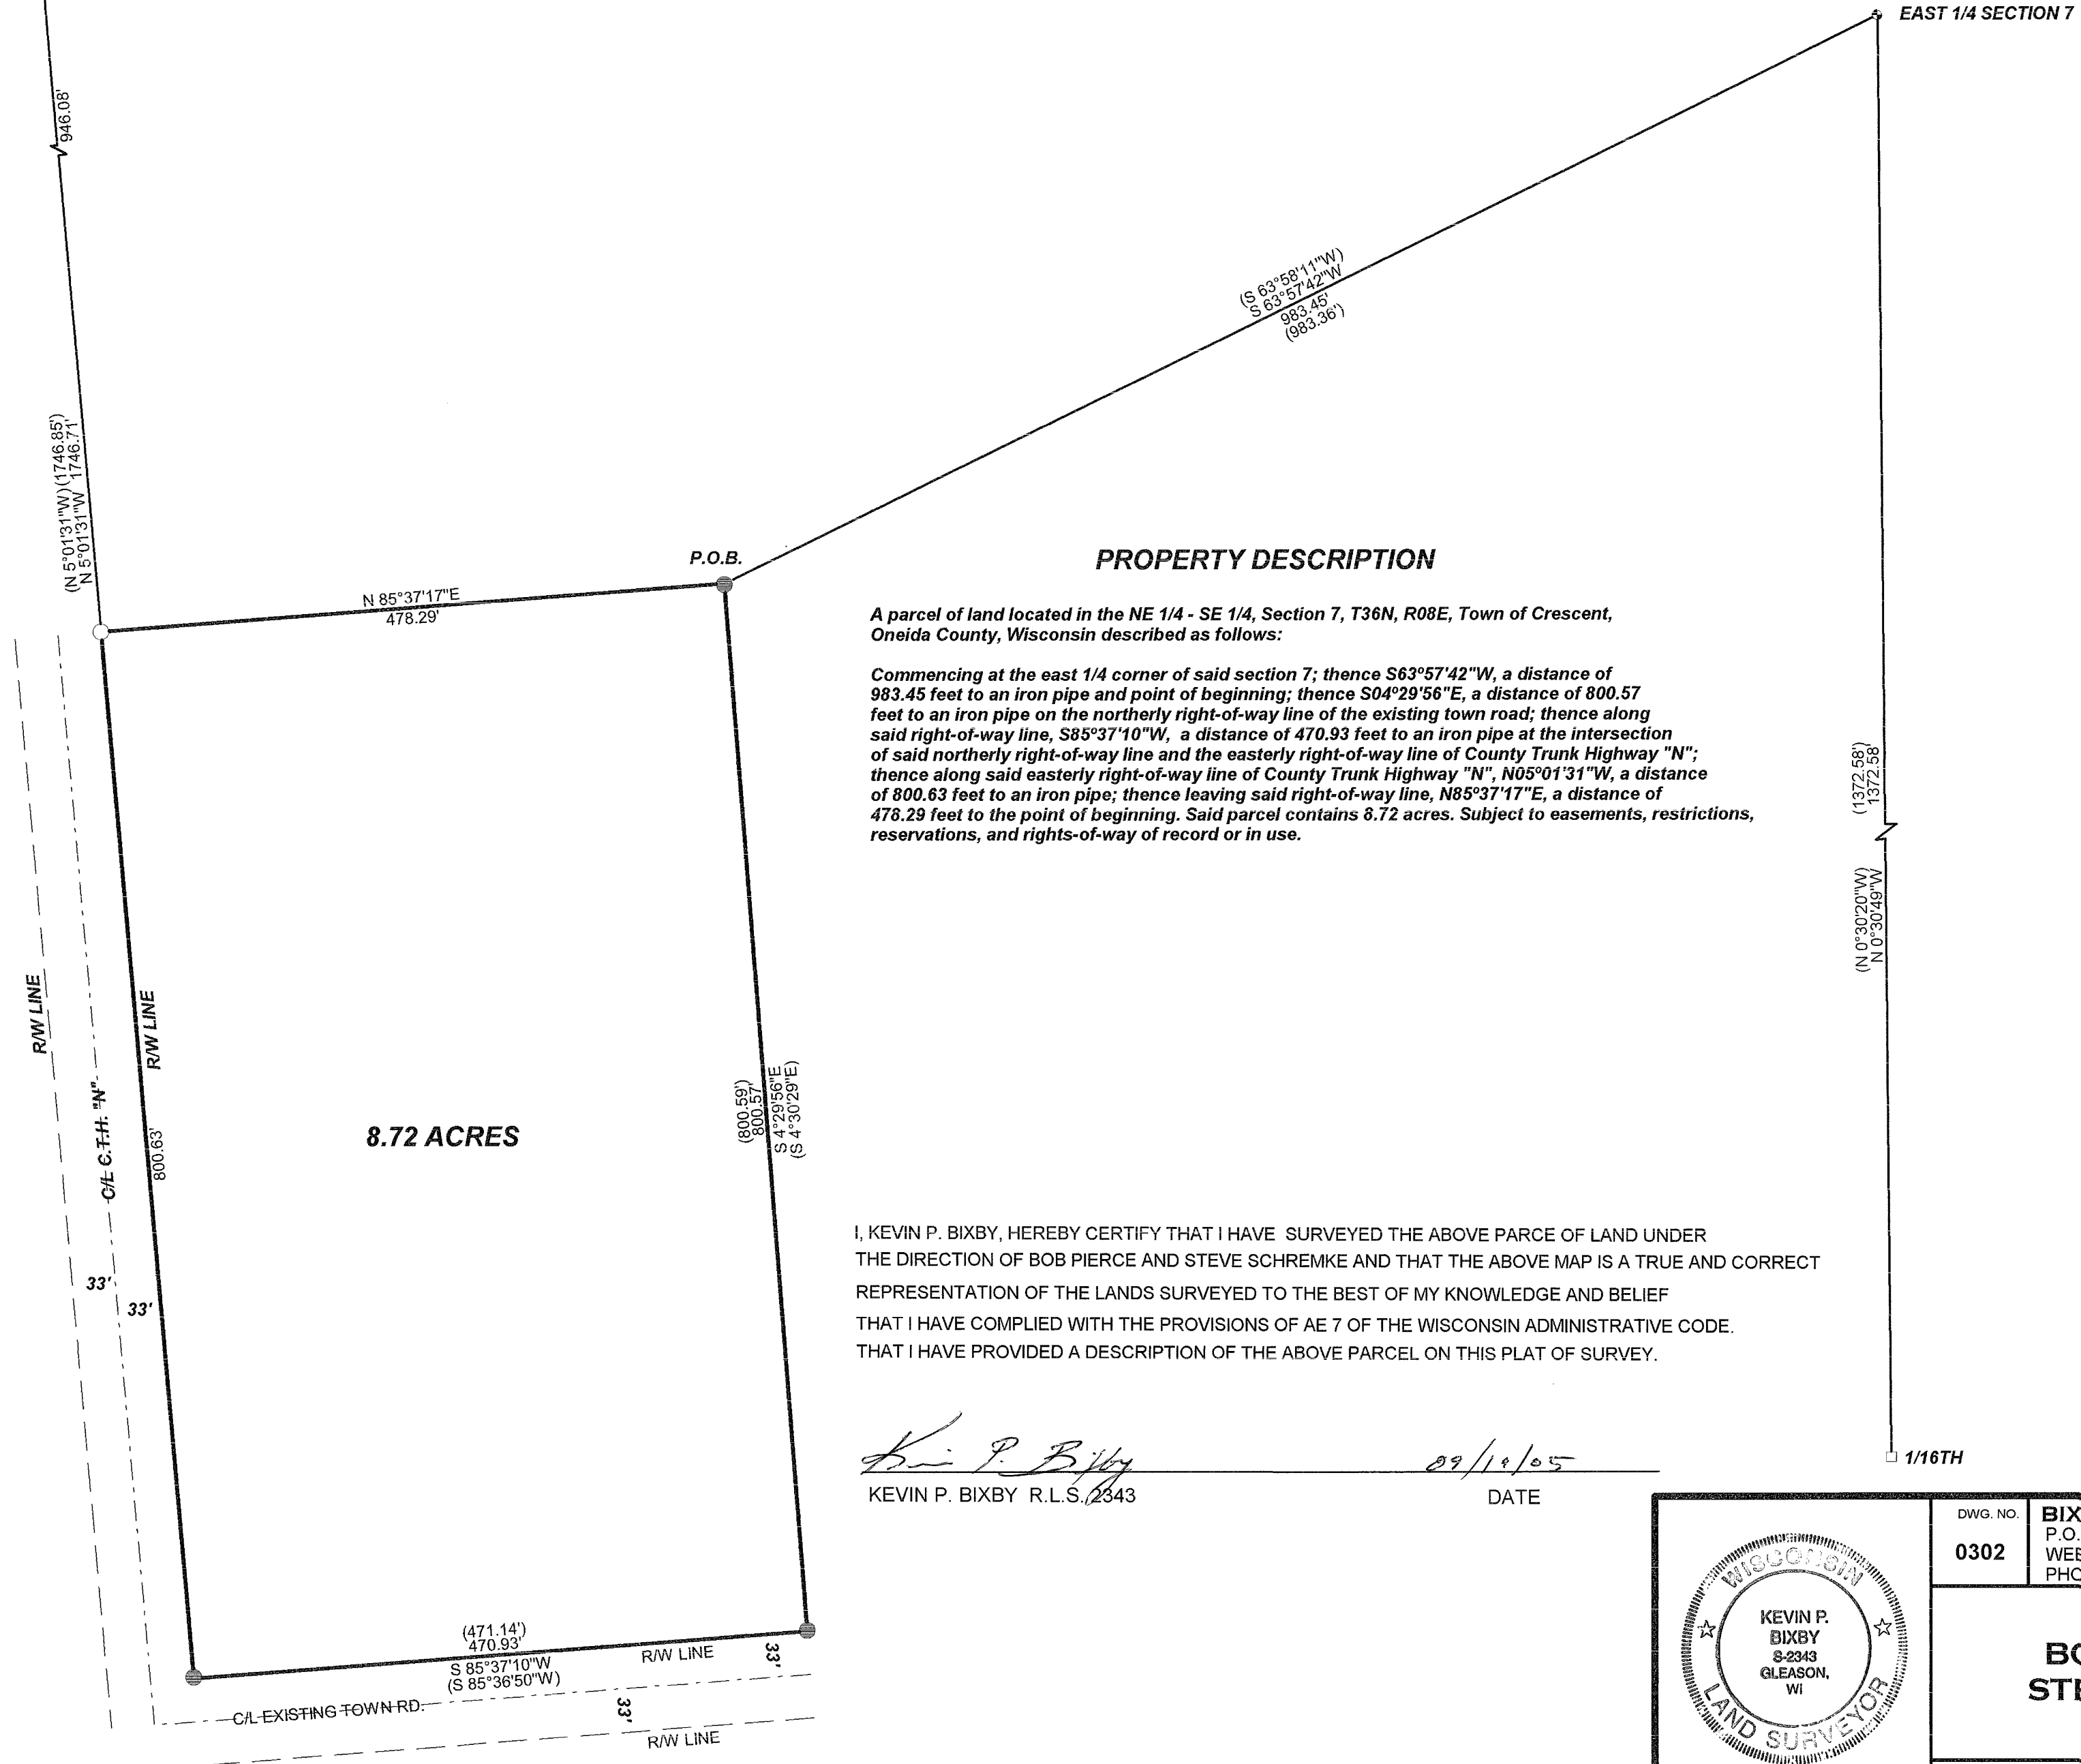 EAST 1/4 SECTION 7
946.08'
(S 63°58'11"W)
S 63°57'42"W
983.45'
(983.36')
(N 5°01'31"W) (1746.85')
N 5°01'31"W 1746.71'
P.O.B.
N 85°37'17"E
478.29'
PROPERTY DESCRIPTION
A parcel of land located in the NE 1/4 - SE 1/4, Section 7, T36N, R08E, Town of Crescent,
Oneida County, Wisconsin described as follows:
Commencing at the east 1/4 corner of said section 7; thence S63º57'42"W, a distance of
983.45 feet to an iron pipe and point of beginning; thence S04º29'56"E, a distance of 800.57
feet to an iron pipe on the northerly right-of-way line of the existing town road; thence along
said right-of-way line, S85º37'10"W, a distance of 470.93 feet to an iron pipe at the intersection
of said northerly right-of-way line and the easterly right-of-way line of County Trunk Highway "N";
thence along said easterly right-of-way line of County Trunk Highway "N", N05º01'31"W, a distance
of 800.63 feet to an iron pipe; thence leaving said right-of-way line, N85º37'17"E, a distance of
478.29 feet to the point of beginning. Said parcel contains 8.72 acres. Subject to easements, restrictions,
reservations, and rights-of-way of record or in use.
(1372.58')
1372.58'
(N 0°30'20"W)
N 0°30'49"W
R/W LINE
R/W LINE
C/L C.T.H. "N"
800.63'
8.72 ACRES
(800.59')
800.57'
S 4°29'56"E
(S 4°30'29"E)
33'
33'
I, KEVIN P. BIXBY, HEREBY CERTIFY THAT I HAVE SURVEYED THE ABOVE PARCE OF LAND UNDER
THE DIRECTION OF BOB PIERCE AND STEVE SCHREMKE AND THAT THE ABOVE MAP IS A TRUE AND CORRECT
REPRESENTATION OF THE LANDS SURVEYED TO THE BEST OF MY KNOWLEDGE AND BELIEF
THAT I HAVE COMPLIED WITH THE PROVISIONS OF AE 7 OF THE WISCONSIN ADMINISTRATIVE CODE.
THAT I HAVE PROVIDED A DESCRIPTION OF THE ABOVE PARCEL ON THIS PLAT OF SURVEY.
Kevin P. Bixby 09/19/05
KEVIN P. BIXBY R.L.S. 2343 DATE
1/16TH
(471.14')
470.93'
S 85°37'10"W
(S 85°36'50"W)
R/W LINE
33'
C/L EXISTING TOWN RD.
33'
R/W LINE
WISCONSIN
KEVIN P.
BIXBY
S-2343
GLEASON,
WI
LAND SURVEYOR
DWG. NO.
0302
BIX
P.O.
WEB
PHO
BO
STE